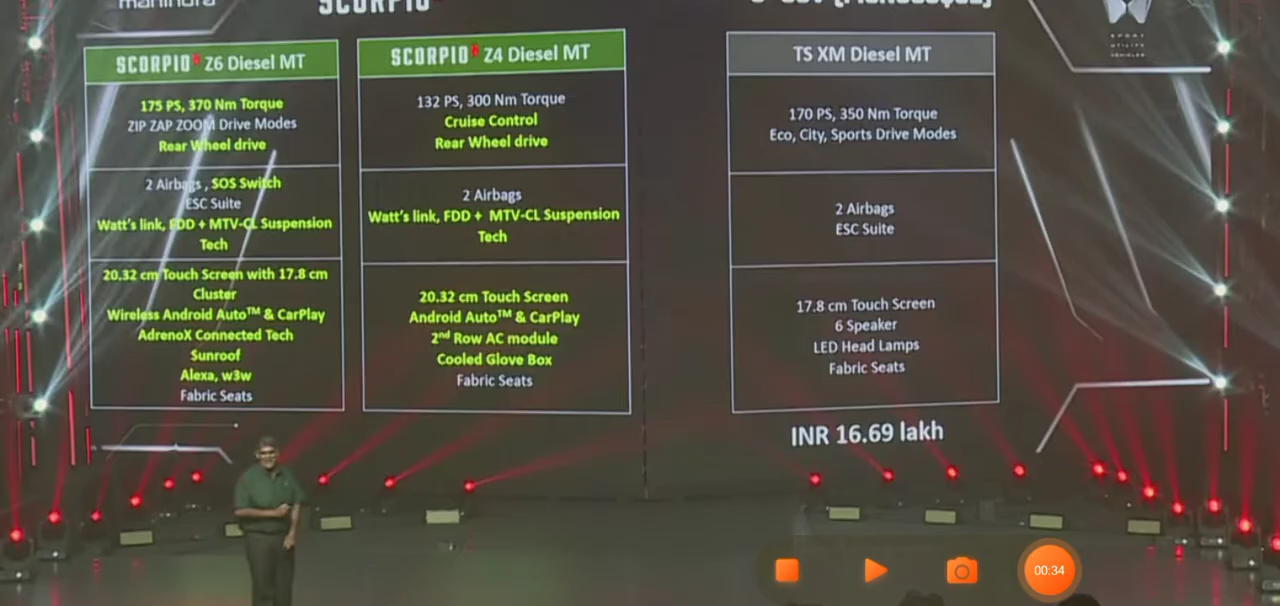 mahindra
SCORPIO
SCORPIO N Z6 Diesel MT
175 PS, 370 Nm Torque
ZIP ZAP ZOOM Drive Modes
Rear Wheel drive
2 Airbags , SOS Switch
ESC Suite
Watt's link, FDD + MTV-CL Suspension
Tech
20.32 cm Touch Screen with 17.8 cm
Cluster
Wireless Android Auto™ & CarPlay
AdrenoX Connected Tech
Sunroof
Alexa, w3w
Fabric Seats
SCORPIO N Z4 Diesel MT
132 PS, 300 Nm Torque
Cruise Control
Rear Wheel drive
2 Airbags
Watt's link, FDD + MTV-CL Suspension
Tech
20.32 cm Touch Screen
Android Auto™ & CarPlay
2nd Row AC module
Cooled Glove Box
Fabric Seats
TS XM Diesel MT
170 PS, 350 Nm Torque
Eco, City, Sports Drive Modes
2 Airbags
ESC Suite
17.8 cm Touch Screen
6 Speaker
LED Head Lamps
Fabric Seats
INR 16.69 lakh
SPORT
UTILITY
VEHICLES
00:34